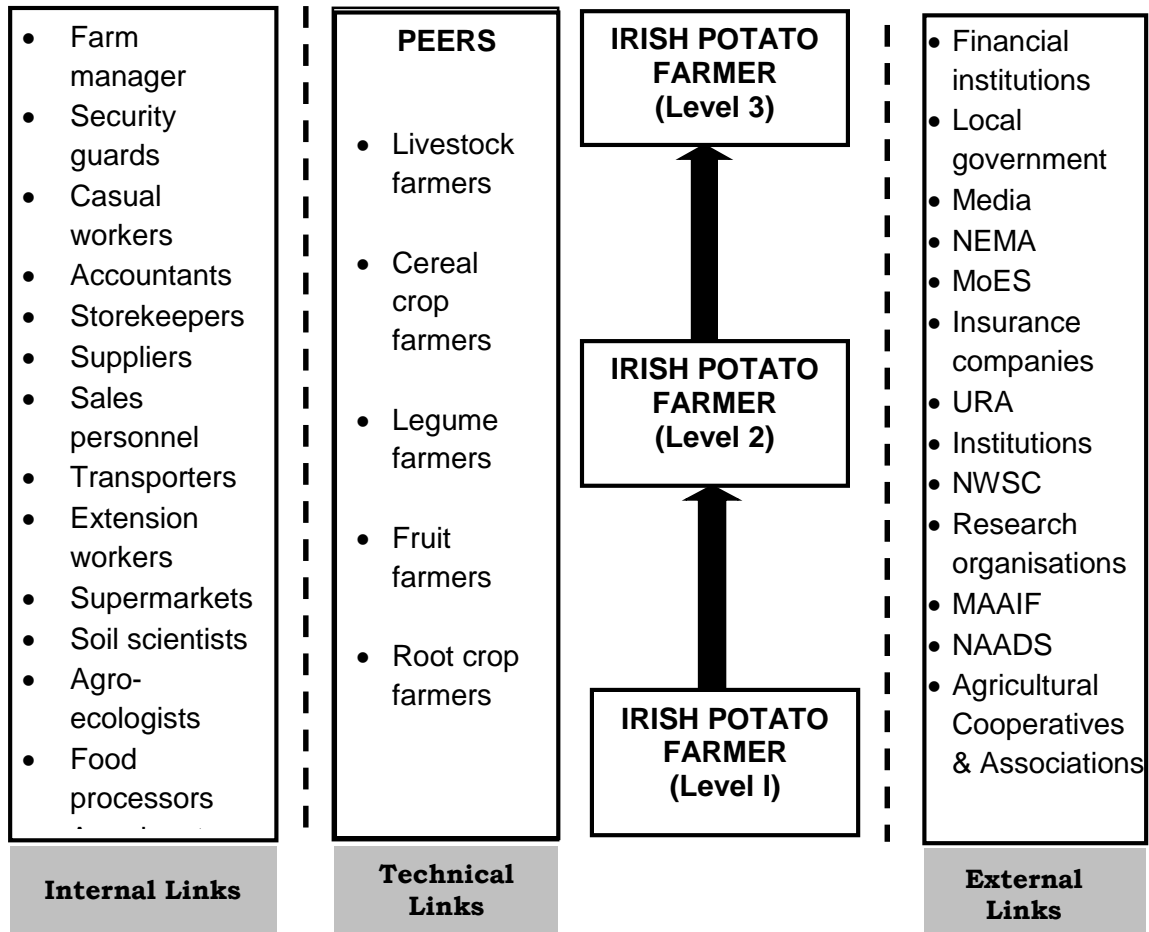 • Farm
manager
• Security
guards
• Casual
workers
• Accountants
• Storekeepers
• Suppliers
• Sales
personnel
• Transporters
• Extension
workers
• Supermarkets
• Soil scientists
• Agro-
ecologists
• Food
processors
Internal Links
PEERS
• Livestock
farmers
• Cereal
crop
farmers
• Legume
farmers
• Fruit
farmers
• Root crop
farmers
Technical
Links
IRISH POTATO
FARMER
(Level 3)
IRISH POTATO
FARMER
(Level 2)
IRISH POTATO
FARMER
(Level I)
• Financial
institutions
• Local
government
• Media
• NEMA
• MoES
• Insurance
companies
• URA
• Institutions
• NWSC
• Research
organisations
• MAAIF
• NAADS
• Agricultural
Cooperatives
& Associations
External
Links